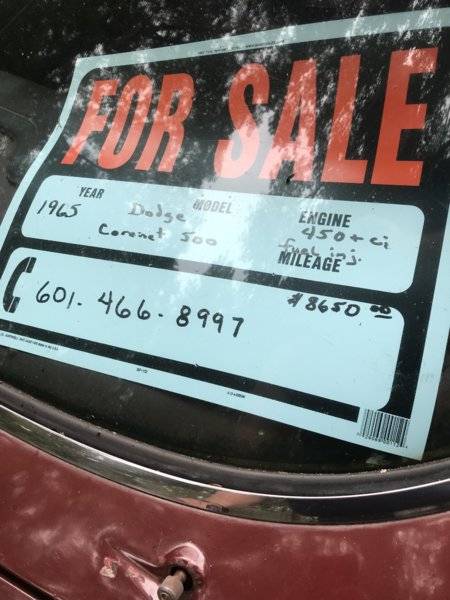 FOR SALE
YEAR MODEL ENGINE
1965 Dodge 450+ ci
Coronet 500 fuel inj
MILEAGE
$8650.00
601.466.8997